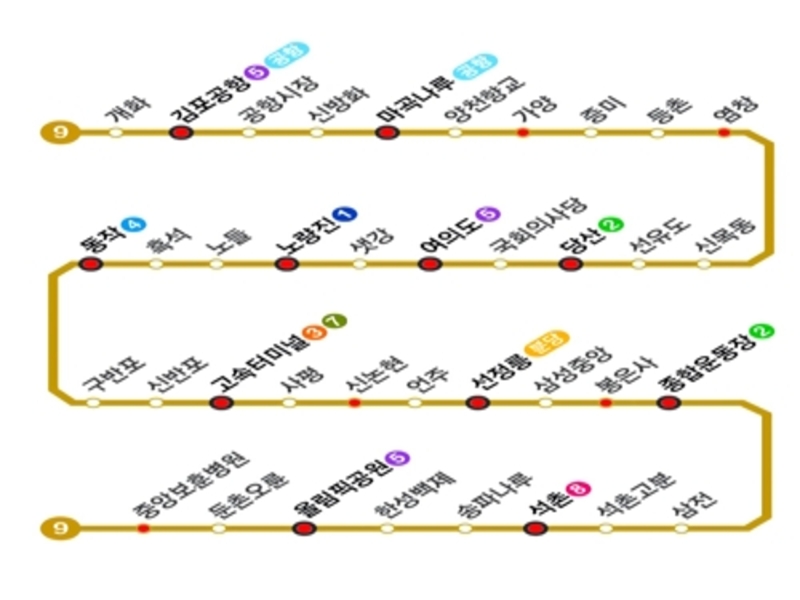 9 개화 김포공항 5 공항 공항시장 신방화 마곡나루 공항 양천향교 가양 증미 등촌 염창
동작 4 흑석 노들 노량진 1 샛강 여의도 5 국회의사당 당산 2 선유도 신목동
구반포 신반포 고속터미널 3 7 사평 신논현 언주 선정릉 분당 삼성중앙 봉은사 종합운동장 2
9 중앙보훈병원 둔촌오륜 올림픽공원 5 한성백제 송파나루 석촌 8 석촌고분 삼전